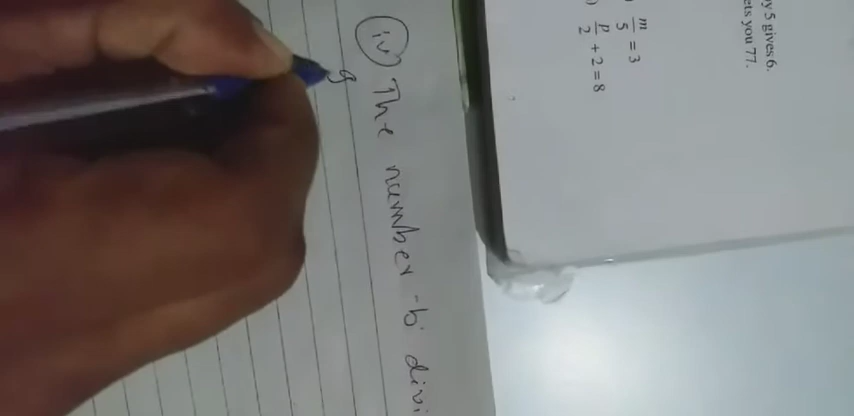 y 5 gives 6.
ets you 77.
m/5 = 3
) p/2 + 2 = 8
(iv) The number b divi
g